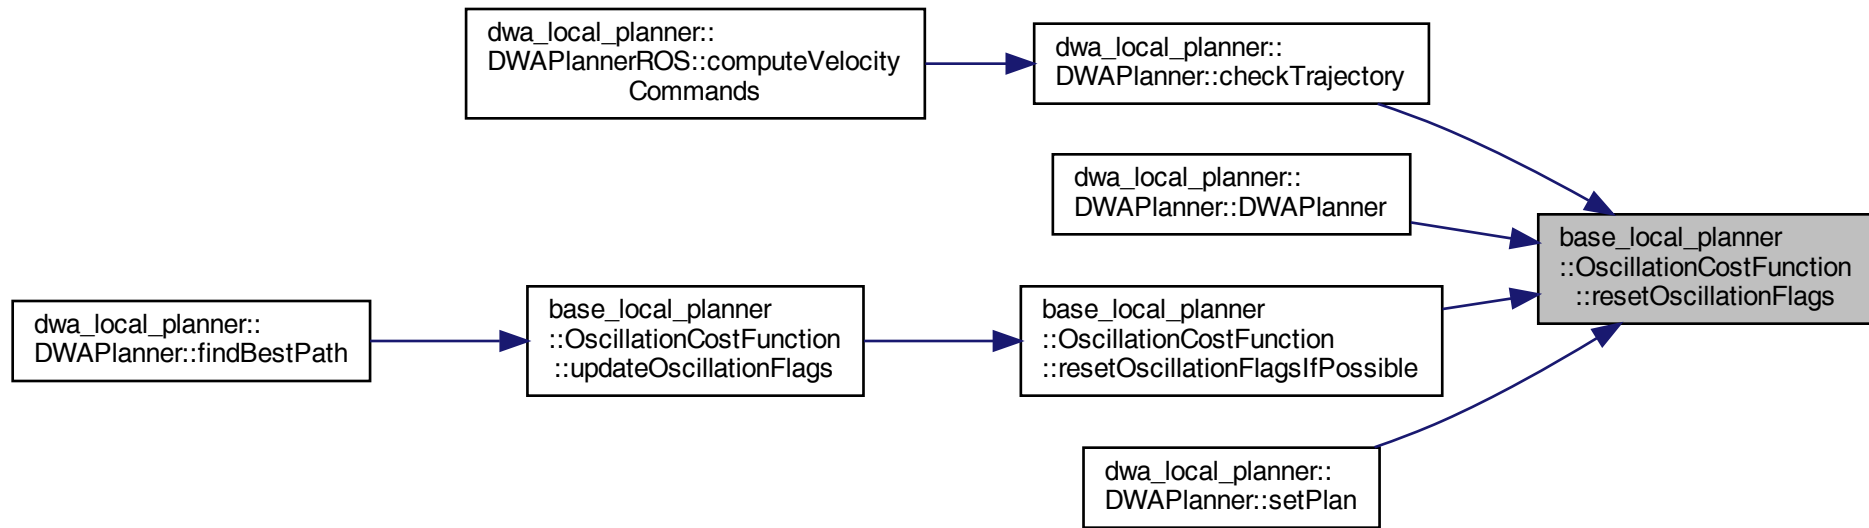 dwa_local_planner::
DWAPlannerROS::computeVelocity
Commands
dwa_local_planner::
DWAPlanner::checkTrajectory
dwa_local_planner::
DWAPlanner::DWAPlanner
base_local_planner
::OscillationCostFunction
::resetOscillationFlags
dwa_local_planner::
DWAPlanner::findBestPath
base_local_planner
::OscillationCostFunction
::updateOscillationFlags
base_local_planner
::OscillationCostFunction
::resetOscillationFlagsIfPossible
dwa_local_planner::
DWAPlanner::setPlan